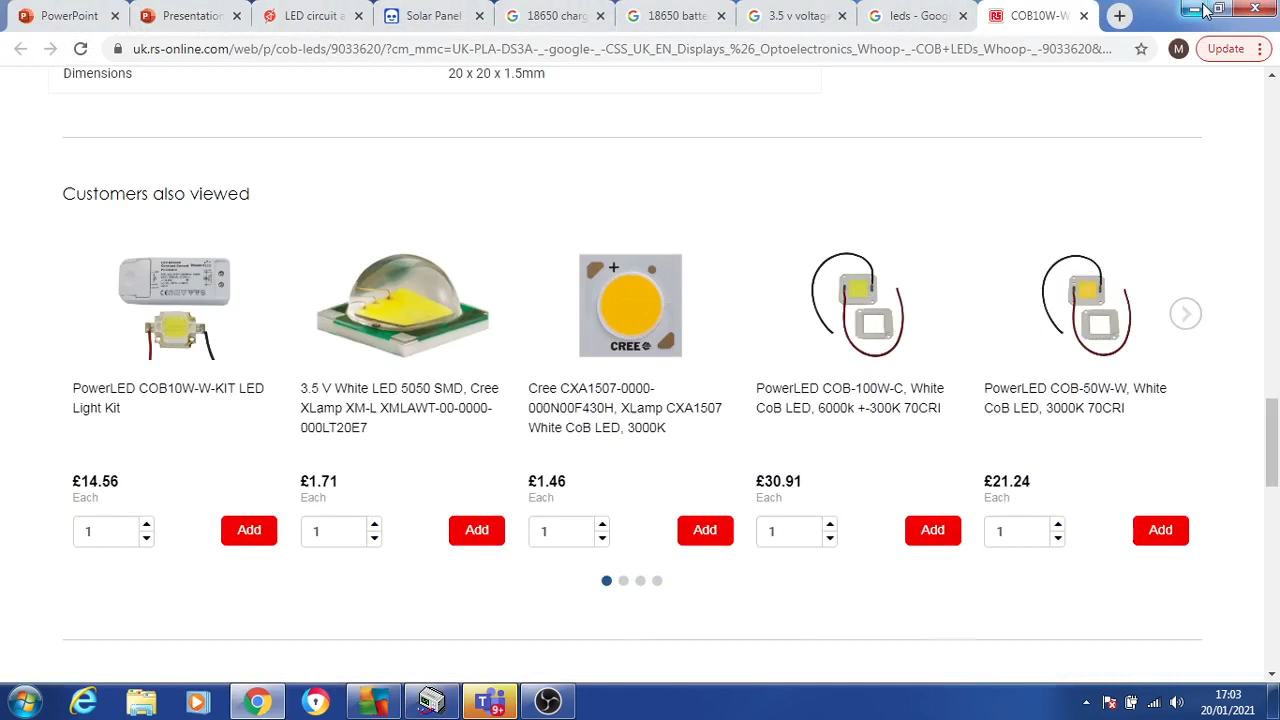 PowerPoint
Presentation
LED circuit a
Solar Panel
18650 charg
18650 batte
3.5 v voltage
leds - Goog
COB10W-W
uk.rs-online.com/web/p/cob-leds/9033620/?cm_mmc=UK-PLA-DS3A-_-google-_-CSS_UK_EN_Displays_%26_Optoelectronics_Whoop-_-COB+LEDs_Whoop-_-9033620&...
M
Update
Dimensions 20 x 20 x 1.5mm
Customers also viewed
CREE
PowerLED COB10W-W-KIT LED
Light Kit
3.5 V White LED 5050 SMD, Cree
XLamp XM-L XMLAWT-00-0000-
000LT20E7
Cree CXA1507-0000-
000N00F430H, XLamp CXA1507
White CoB LED, 3000K
PowerLED COB-100W-C, White
CoB LED, 6000k +-300K 70CRI
PowerLED COB-50W-W, White
CoB LED, 3000K 70CRI
£14.56 £1.71 £1.46 £30.91 £21.24
Each Each Each Each Each
1 Add 1 Add 1 Add 1 Add 1 Add
9+
17:03
20/01/2021